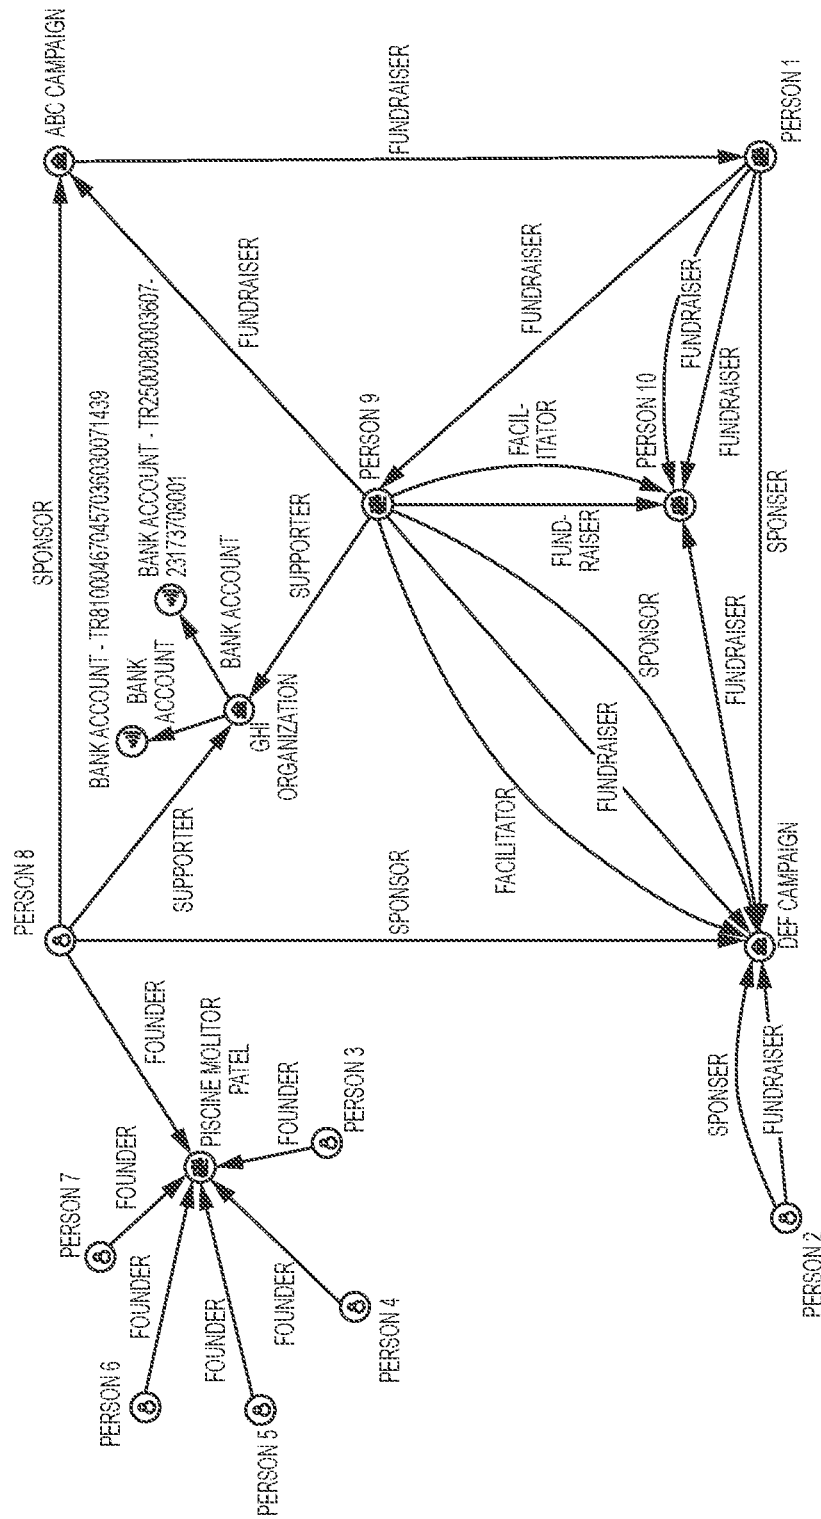 PERSON 8
SPONSOR
ABC CAMPAIGN
BANK ACCOUNT - TR810004670457036030071439
BANK ACCOUNT - TR2500080003607-
23173708001
BANK
ACCOUNT
BANK ACCOUNT
GHI
ORGANIZATION
SUPPORTER
SUPPORTER
FUNDRAISER
FUNDRAISER
FOUNDER
PERSON 7
FOUNDER
PISCINE MOLITOR
PATEL
PERSON 6
FOUNDER
PERSON 5
FOUNDER
PERSON 4
FOUNDER
PERSON 3
FOUNDER
SPONSOR
PERSON 9
FUNDRAISER
FACIL-
ITATOR
FUND-
RAISER
PERSON 10
FACILITATOR
FUNDRAISER
SPONSOR
FUNDRAISER
FUNDRAISER
FUNDRAISER
SPONSER
PERSON 1
DEF CAMPAIGN
SPONSER
FUNDRAISER
PERSON 2